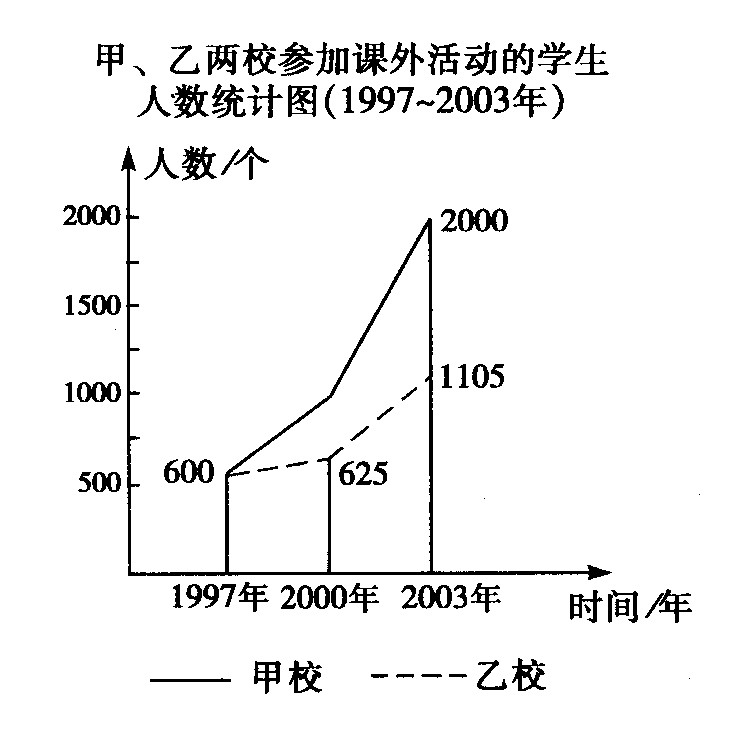 甲、乙两校参加课外活动的学生
人数统计图(1997~2003年)
人数/个
2000
2000
1500
1105
1000
600
625
500
1997年 2000年 2003年
时间/年
甲校 乙校